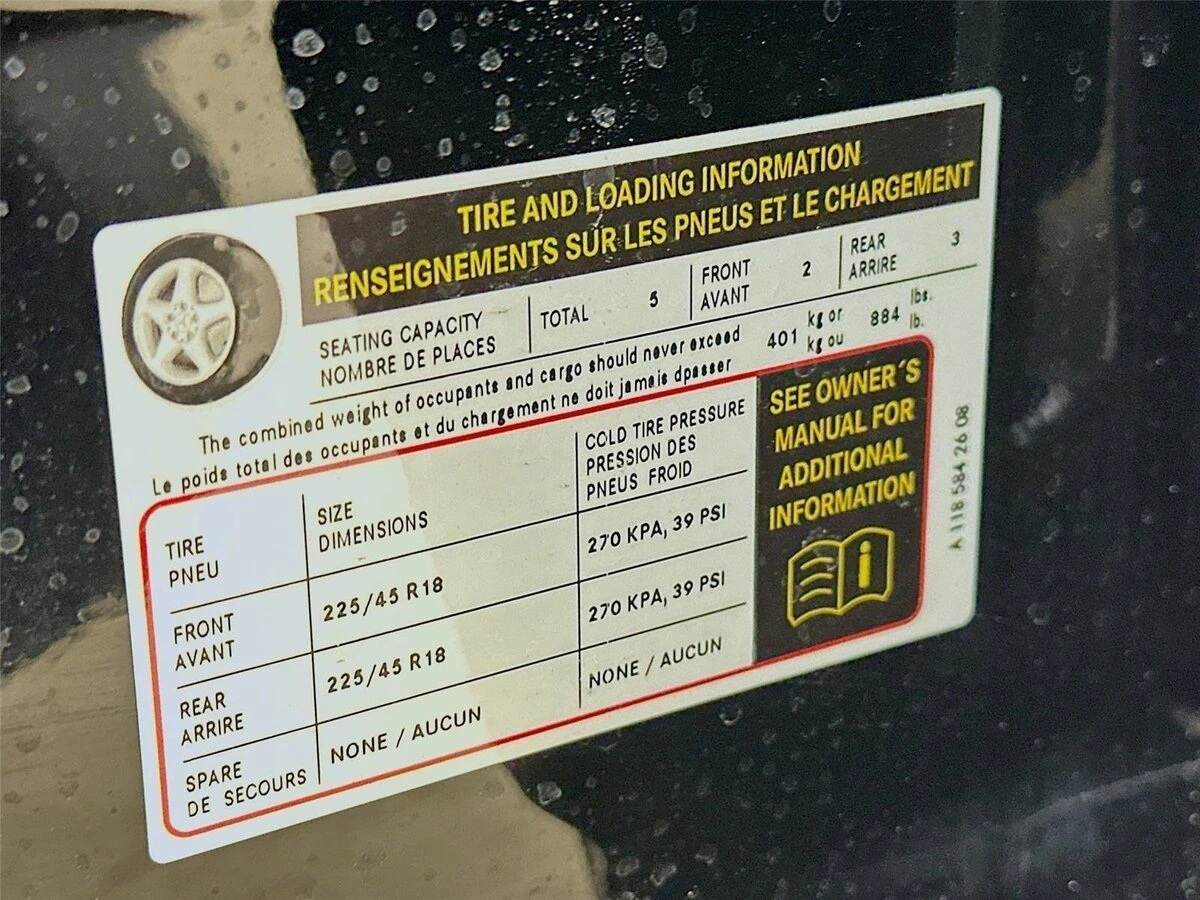 TIRE AND LOADING INFORMATION
RENSEIGNEMENTS SUR LES PNEUS ET LE CHARGEMENT
SEATING CAPACITY
NOMBRE DE PLACES
TOTAL 5
FRONT
AVANT
2
REAR
ARRIRE
3
The combined weight of occupants and cargo should never exceed 401 kg or 884 lbs.
Le poids total des occupants et du chargement ne doit jamais dpasser kg ou lb.
TIRE
PNEU
SIZE
DIMENSIONS
COLD TIRE PRESSURE
PRESSION DES
PNEUS FROID
FRONT
AVANT
225/45 R18
270 KPA, 39 PSI
REAR
ARRIRE
225/45 R18
270 KPA, 39 PSI
SPARE
DE SECOURS
NONE / AUCUN
NONE / AUCUN
SEE OWNER´S
MANUAL FOR
ADDITIONAL
INFORMATION
i
A 118 584 26 08